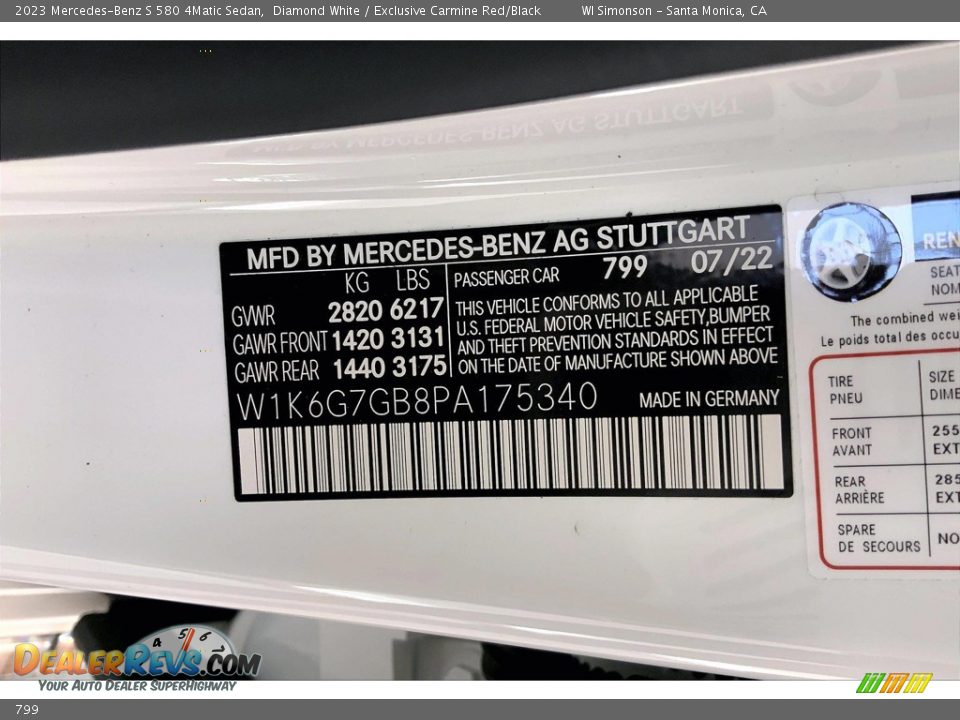 2023 Mercedes-Benz S 580 4Matic Sedan, Diamond White / Exclusive Carmine Red/Black WI Simonson - Santa Monica, CA
MFD BY MERCEDES-BENZ AG STUTTGART
KG LBS
GVWR 2820 6217
GAWR FRONT 1420 3131
GAWR REAR 1440 3175
PASSENGER CAR 799 07/22
THIS VEHICLE CONFORMS TO ALL APPLICABLE
U.S. FEDERAL MOTOR VEHICLE SAFETY, BUMPER
AND THEFT PREVENTION STANDARDS IN EFFECT
ON THE DATE OF MANUFACTURE SHOWN ABOVE
W1K6G7GB8PA175340 MADE IN GERMANY
SEAT
The combined
Le poids total des
TIRE SIZE
PNEU
FRONT
AVANT
REAR
ARRIÈRE
SPARE
DE SECOURS
4 5 6
DEALERREVS.COM
YOUR AUTO DEALER SUPERHIGHWAY
799